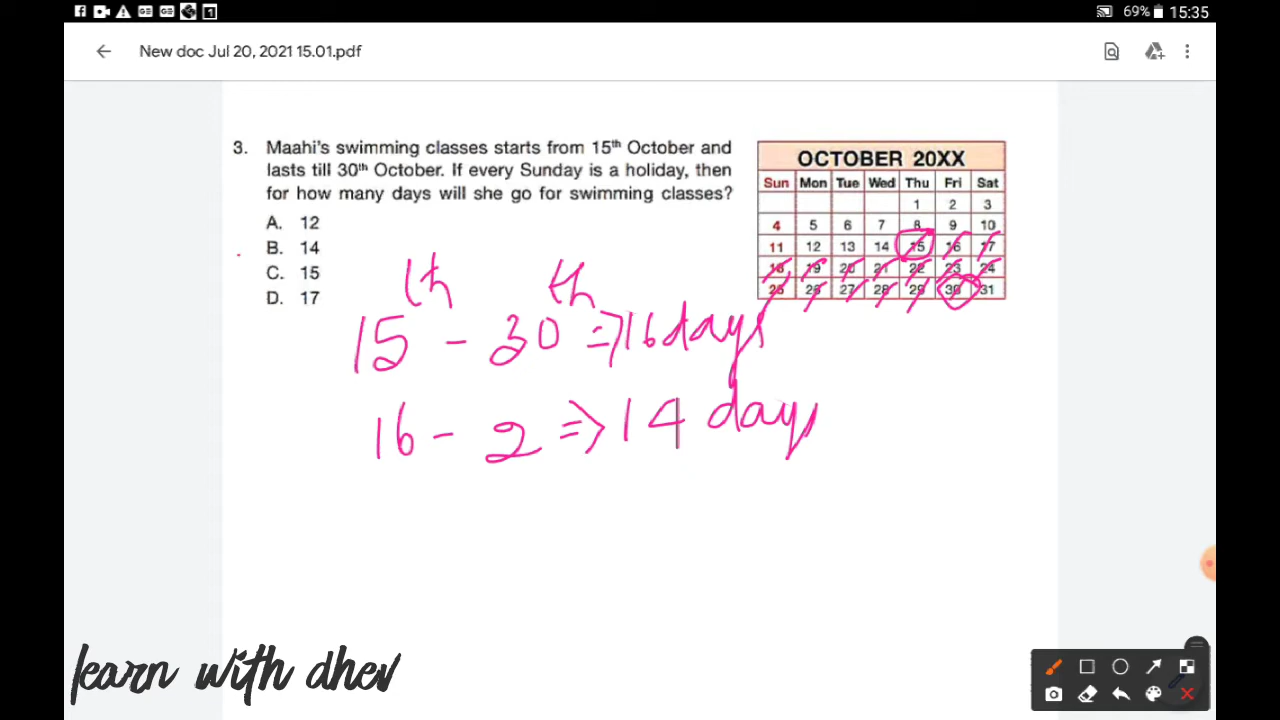 69% 15:35
New doc Jul 20, 2021 15.01.pdf
3. Maahi's swimming classes starts from 15th October and
lasts till 30th October. If every Sunday is a holiday, then
for how many days will she go for swimming classes?
A. 12
B. 14
C. 15
D. 17
OCTOBER 20XX
Sun Mon Tue Wed Thu Fri Sat
1 2 3
4 5 6 7 8 9 10
11 12 13 14 15 16 17
18 19 20 21 22 23 24
25 26 27 28 29 30 31
15th - 30th => 16 days
16 - 2 => 14 days
learn with dhev